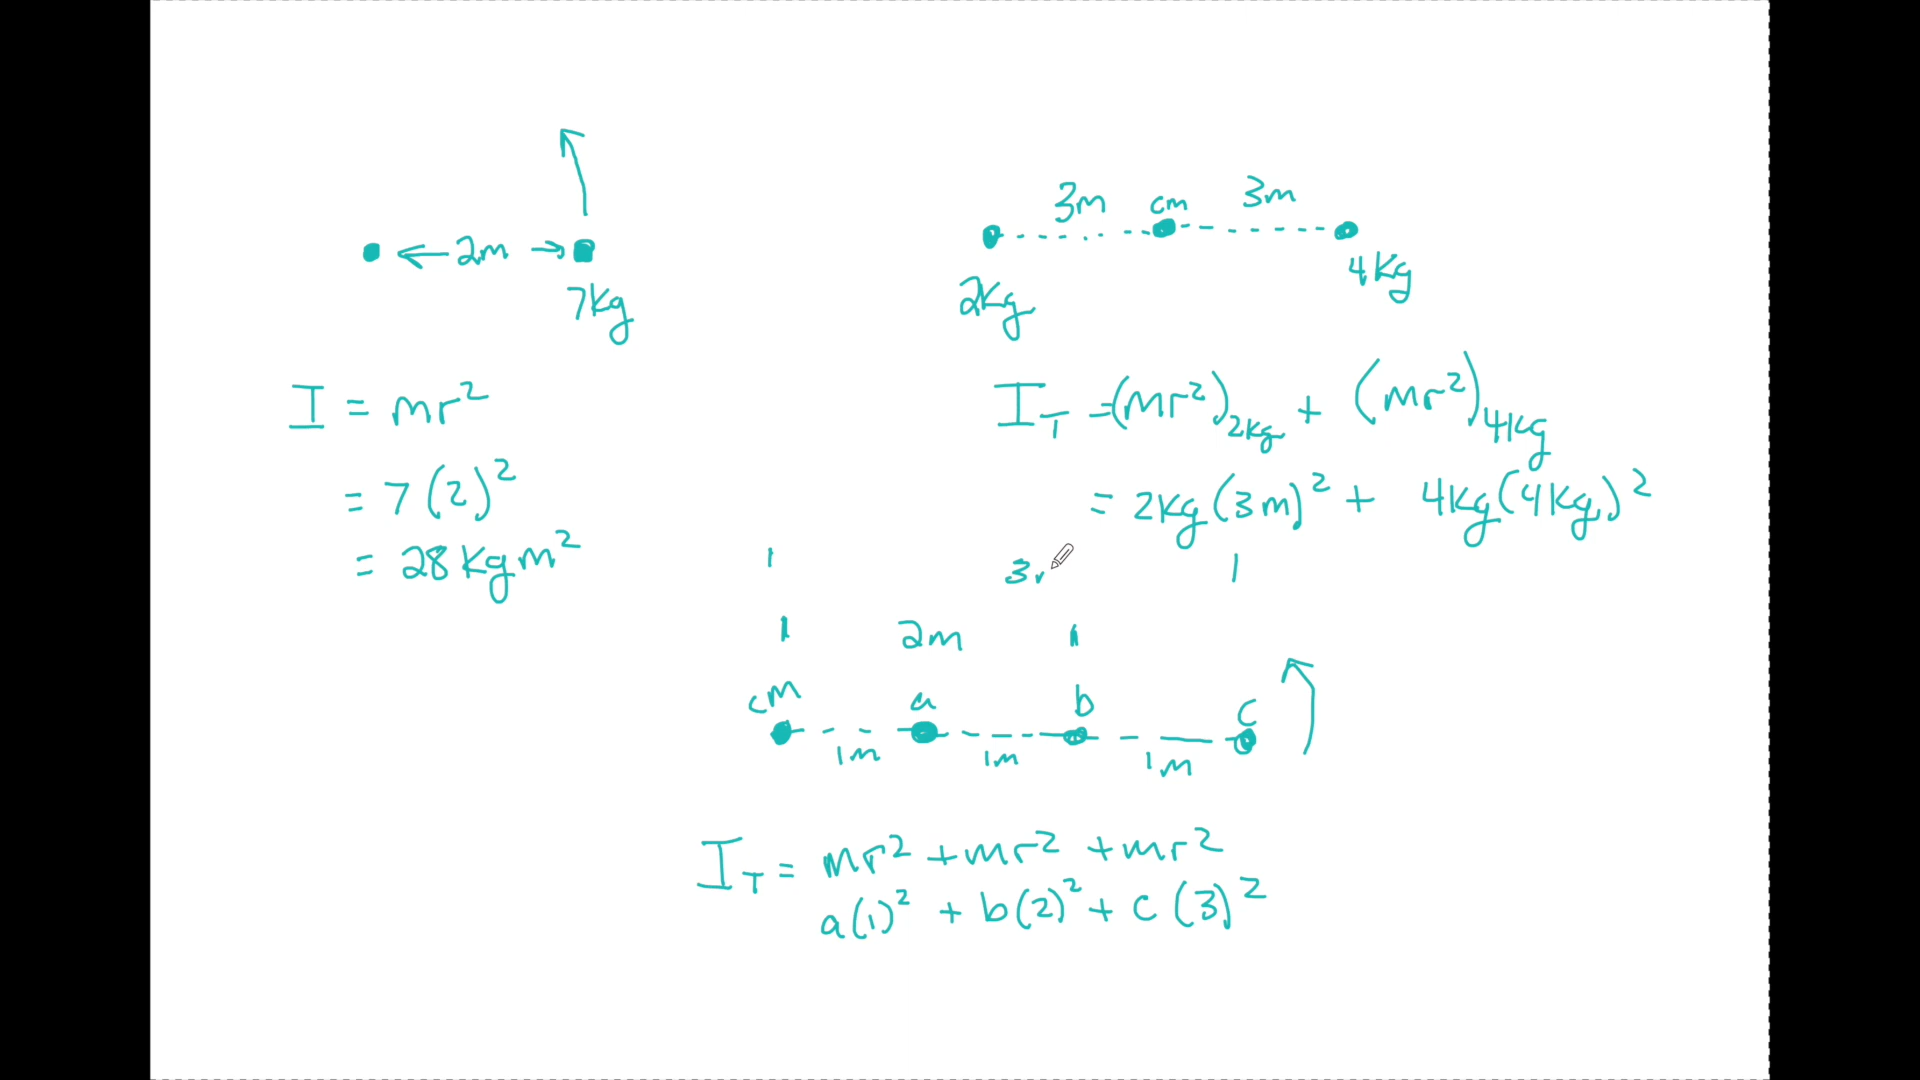 2m
7kg
I = mr²
= 7(2)²
= 28 kgm²
3m cm 3m
2kg 4kg
I_T = (mr²)_2kg + (mr²)_4kg
= 2kg(3m)² + 4kg(4kg)²
3
2m
cm a b c
1m 1m 1m
I_T = mr² + mr² + mr²
a(1)² + b(2)² + c(3)²